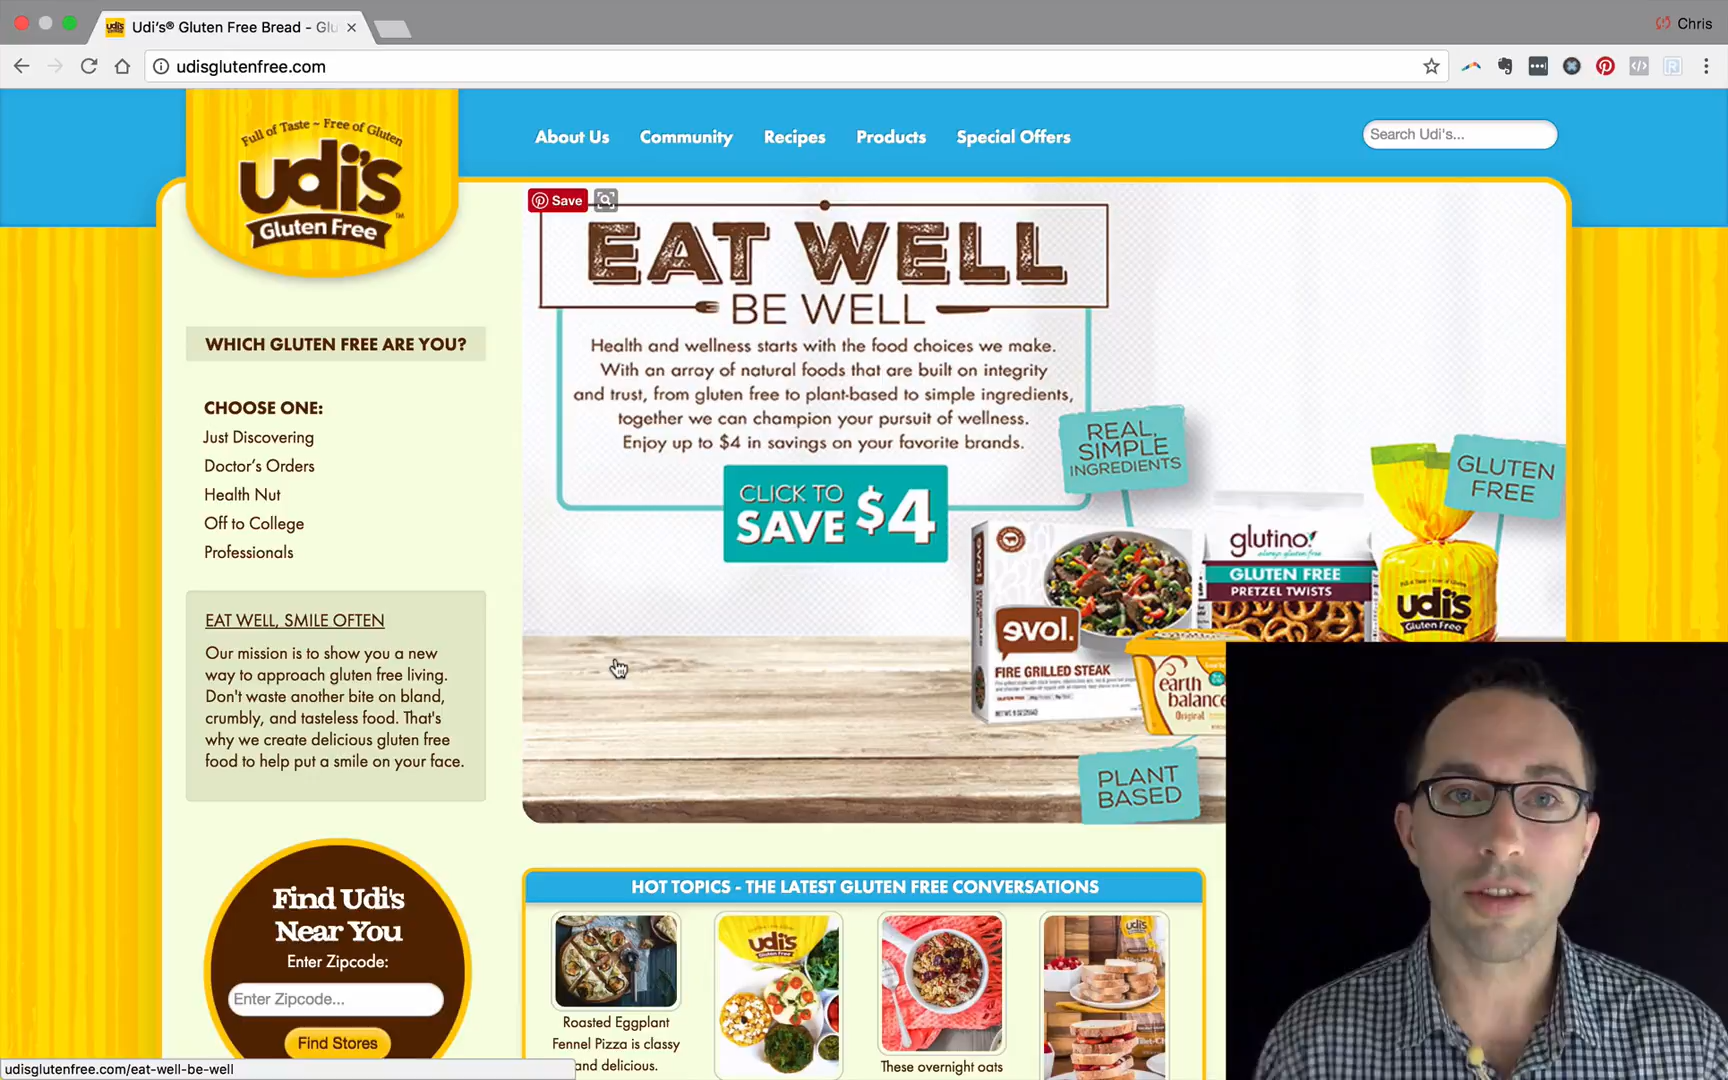 Udi's® Gluten Free Bread - Glu
Chris
udisglutenfree.com
Full of Taste ~ Free of Gluten
udi's
Gluten Free
TM
About Us
Community
Recipes
Products
Special Offers
Search Udi's...
Save
EAT WELL
BE WELL
Health and wellness starts with the food choices we make.
With an array of natural foods that are built on integrity
and trust, from gluten free to plant-based to simple ingredients,
together we can champion your pursuit of wellness.
Enjoy up to $4 in savings on your favorite brands.
CLICK TO
SAVE $4
REAL,
SIMPLE
INGREDIENTS
GLUTEN
FREE
evol.
FIRE GRILLED STEAK
glutino
always gluten free
GLUTEN FREE
PRETZEL TWISTS
udi's
Gluten Free
earth
balance
Original
PLANT
BASED
WHICH GLUTEN FREE ARE YOU?
CHOOSE ONE:
Just Discovering
Doctor's Orders
Health Nut
Off to College
Professionals
EAT WELL, SMILE OFTEN
Our mission is to show you a new
way to approach gluten free living.
Don't waste another bite on bland,
crumbly, and tasteless food. That's
why we create delicious gluten free
food to help put a smile on your face.
Find Udi's
Near You
Enter Zipcode:
Enter Zipcode...
Find Stores
HOT TOPICS - THE LATEST GLUTEN FREE CONVERSATIONS
udi's
Roasted Eggplant
Fennel Pizza is classy
and delicious.
These overnight oats
udisglutenfree.com/eat-well-be-well